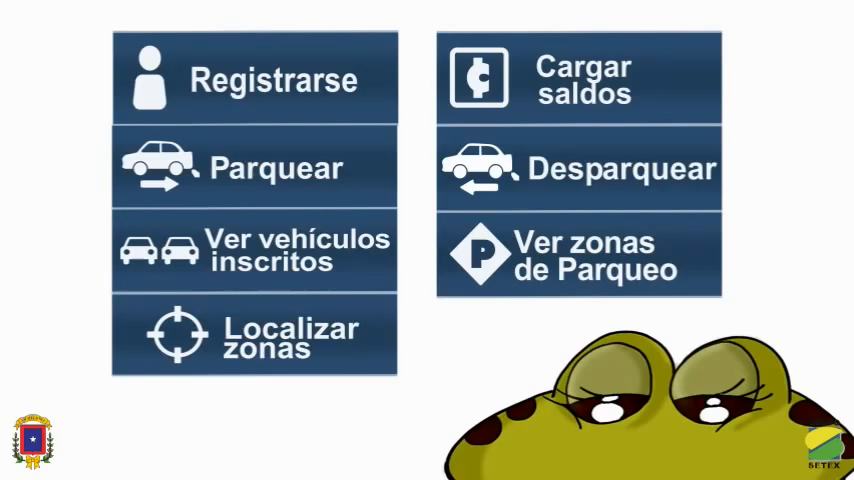 Registrarse
Parquear
Ver vehículos
inscritos
Localizar
zonas
Cargar
saldos
Desparquear
P
Ver zonas
de Parqueo
SETEX